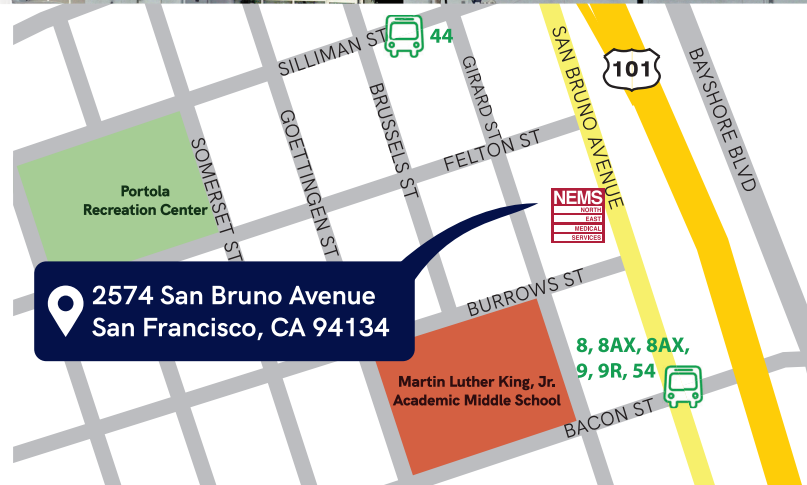 SILLIMAN ST
44
GIRARD ST
SAN BRUNO AVENUE
101
BAYSHORE BLVD
BRUSSELS ST
GOETTINGEN ST
SOMERSET ST
FELTON ST
Portola
Recreation Center
NEMS
NORTH
EAST
MEDICAL
SERVICES
2574 San Bruno Avenue
San Francisco, CA 94134
BURROWS ST
8, 8AX, 8AX,
9, 9R, 54
Martin Luther King, Jr.
Academic Middle School
BACON ST